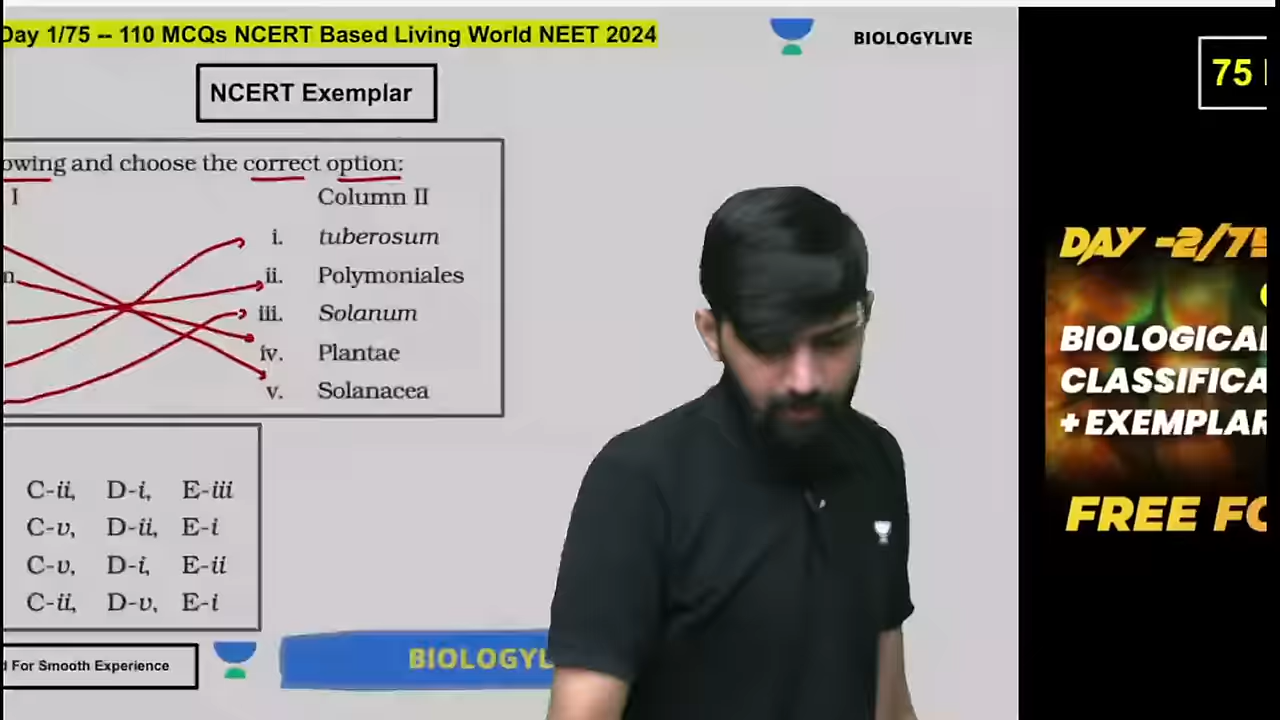 Day 1/75 -- 110 MCQs NCERT Based Living World NEET 2024
BIOLOGYLIVE
75
NCERT Exemplar
owing and choose the correct option:
I Column II
i. tuberosum
n ii. Polymoniales
iii. Solanum
iv. Plantae
v. Solanacea
C-ii, D-i, E-iii
C-v, D-ii, E-i
C-v, D-i, E-ii
C-ii, D-v, E-i
d For Smooth Experience
BIOLOGYL
DAY -2/75
BIOLOGICAL
CLASSIFICA
+ EXEMPLAR
FREE FO